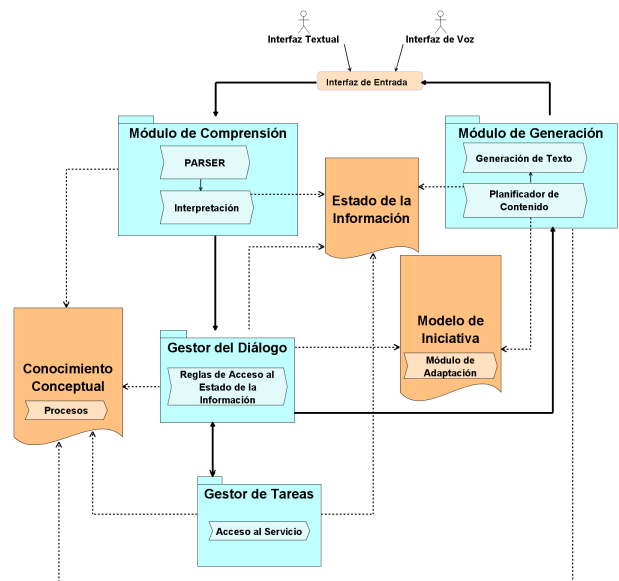 Interfaz Textual
Interfaz de Voz
Interfaz de Entrada
Módulo de Comprensión
PARSER
Interpretación
Estado de la
Información
Módulo de Generación
Generación de Texto
Planificador de
Contenido
Modelo de
Iniciativa
Módulo de
Adaptación
Gestor del Diálogo
Reglas de Acceso al
Estado de la
Información
Conocimiento
Conceptual
Procesos
Gestor de Tareas
Acceso al Servicio